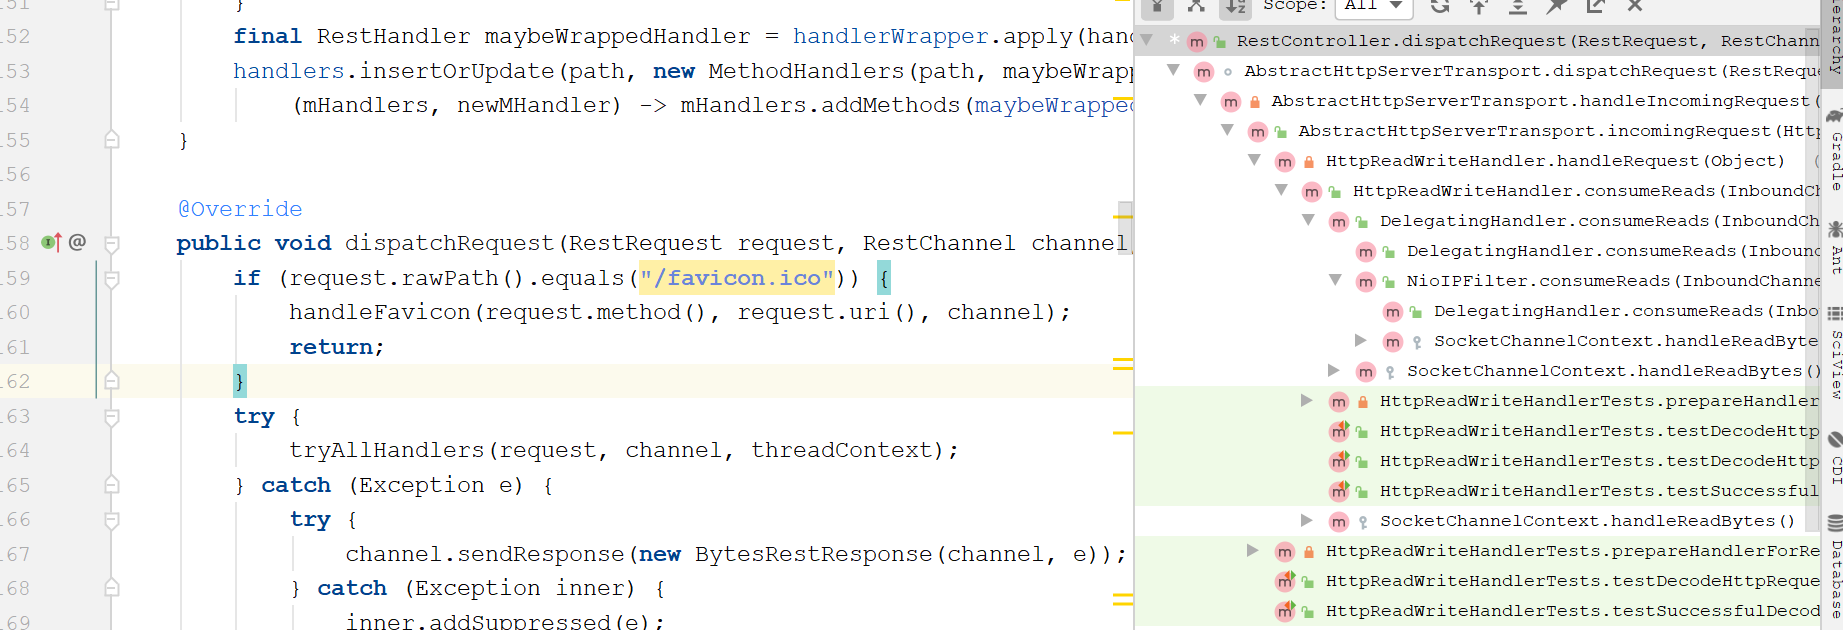 51 }
52 final RestHandler maybeWrappedHandler = handlerWrapper.apply(hand
53 handlers.insertOrUpdate(path, new MethodHandlers(path, maybeWrapp
54 (mHandlers, newMHandler) -> mHandlers.addMethods(maybeWrapped
55 }
56
57 @Override
58 @ public void dispatchRequest(RestRequest request, RestChannel channel,
59 if (request.rawPath().equals("/favicon.ico")) {
60 handleFavicon(request.method(), request.uri(), channel);
61 return;
62 }
63 try {
64 tryAllHandlers(request, channel, threadContext);
65 } catch (Exception e) {
66 try {
67 channel.sendResponse(new BytesRestResponse(channel, e));
68 } catch (Exception inner) {
69 inner.addSuppressed(e);
Scope: All
* m RestController.dispatchRequest(RestRequest, RestChann
m AbstractHttpServerTransport.dispatchRequest(RestReque
m AbstractHttpServerTransport.handleIncomingRequest(
m AbstractHttpServerTransport.incomingRequest(Http
m HttpReadWriteHandler.handleRequest(Object) (
m HttpReadWriteHandler.consumeReads(InboundCh
m DelegatingHandler.consumeReads(InboundCh
m DelegatingHandler.consumeReads(Inbound
m NioIPFilter.consumeReads(InboundChanne
m DelegatingHandler.consumeReads(Inbo
m SocketChannelContext.handleReadByte
m SocketChannelContext.handleReadBytes()
m HttpReadWriteHandlerTests.prepareHandler
m HttpReadWriteHandlerTests.testDecodeHttp
m HttpReadWriteHandlerTests.testDecodeHttp
m HttpReadWriteHandlerTests.testSuccessful
m SocketChannelContext.handleReadBytes()
m HttpReadWriteHandlerTests.prepareHandlerForRe
m HttpReadWriteHandlerTests.testDecodeHttpReque
m HttpReadWriteHandlerTests.testSuccessfulDecod
ierarchy
Gradle
Ant
SciView
CDI
Database